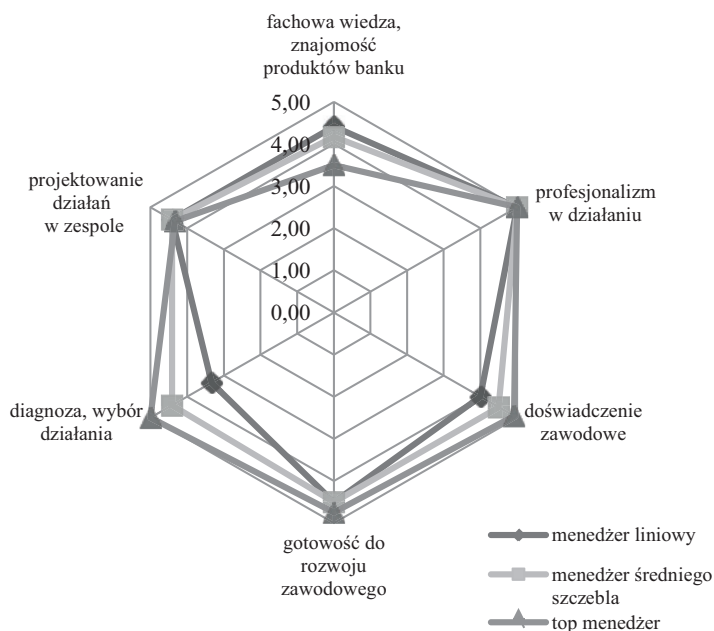 fachowa wiedza,
znajomość
produktów banku
5,00
4,00
3,00
2,00
1,00
0,00
projektowanie
działań
w zespole
profesjonalizm
w działaniu
diagnoza, wybór
działania
doświadczenie
zawodowe
gotowość do
rozwoju
zawodowego
menedżer liniowy
menedżer średniego
szczebla
top menedżer